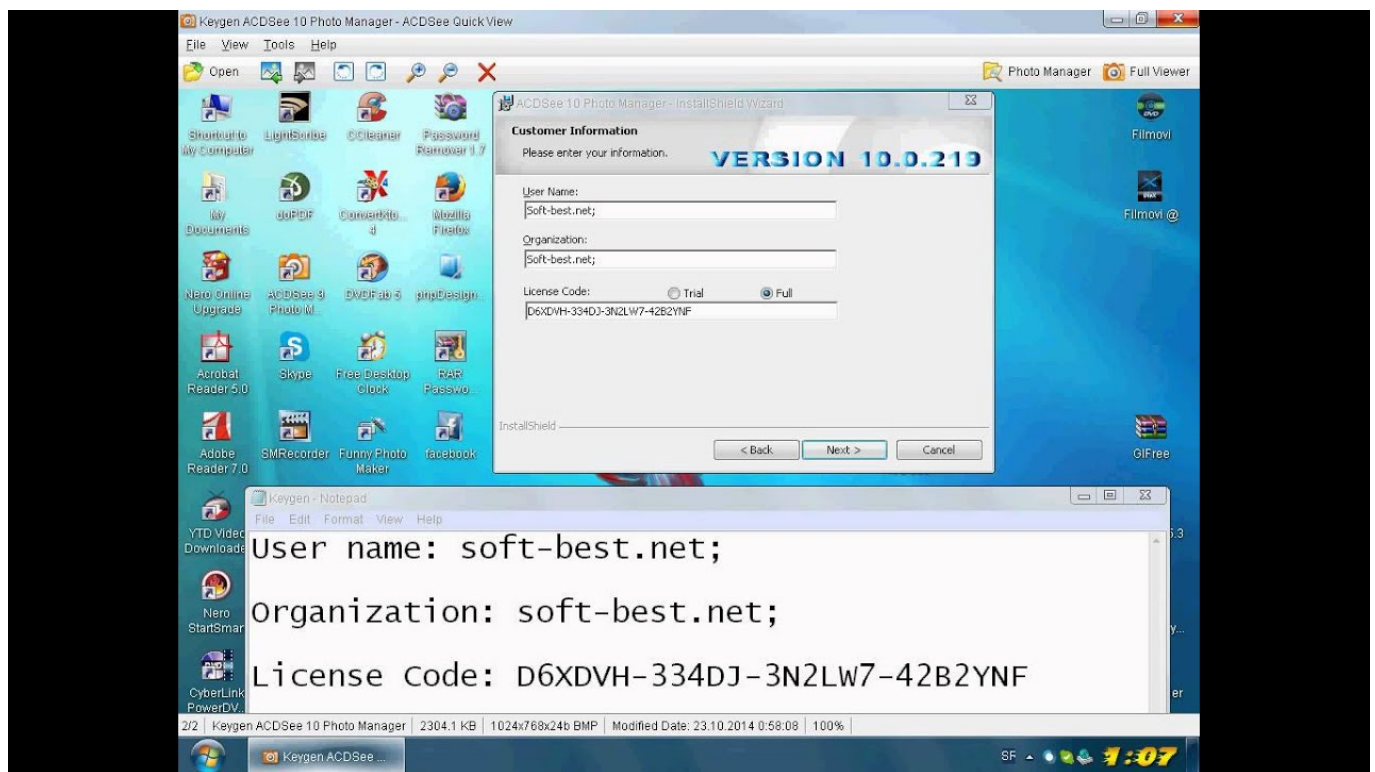 Keygen ACDSee 10 Photo Manager - ACDSee Quick View
File View Tools Help
Open
Photo Manager Full Viewer
Shortcut to My Computer
LightScribe
CCleaner
Password Remover 1.7
My Documents
doPDF
Mozilla Firefox
Nero Online Upgrade
DVDFab 5
Acrobat Reader 5.0
Skype
Free Desktop Clock
RAR Passwo...
Adobe Reader 7.0
SMRecorder
Funny Photo Maker
facebook
YTD Video
Nero
CyberLink PowerDV...
Filmovi
Filmovi @
GIFree
ACDSee 10 Photo Manager - InstallShield Wizard
Customer Information
Please enter your information.
VERSION 10.0.219
User Name:
Soft-best.net;
Organization:
Soft-best.net;
License Code: Trial Full
D6XDVH-334DJ-3N2LW7-42B2YNF
InstallShield
< Back Next > Cancel
Keygen - Notepad
File Edit Format View Help
User name: soft-best.net;
Organization: soft-best.net;
License Code: D6XDVH-334DJ-3N2LW7-42B2YNF
2/2 Keygen ACDSee 10 Photo Manager 2304.1 KB 1024x768x24b BMP Modified Date: 23.10.2014 0:58:08 100%
Keygen ACDSee ...
SF
1:07